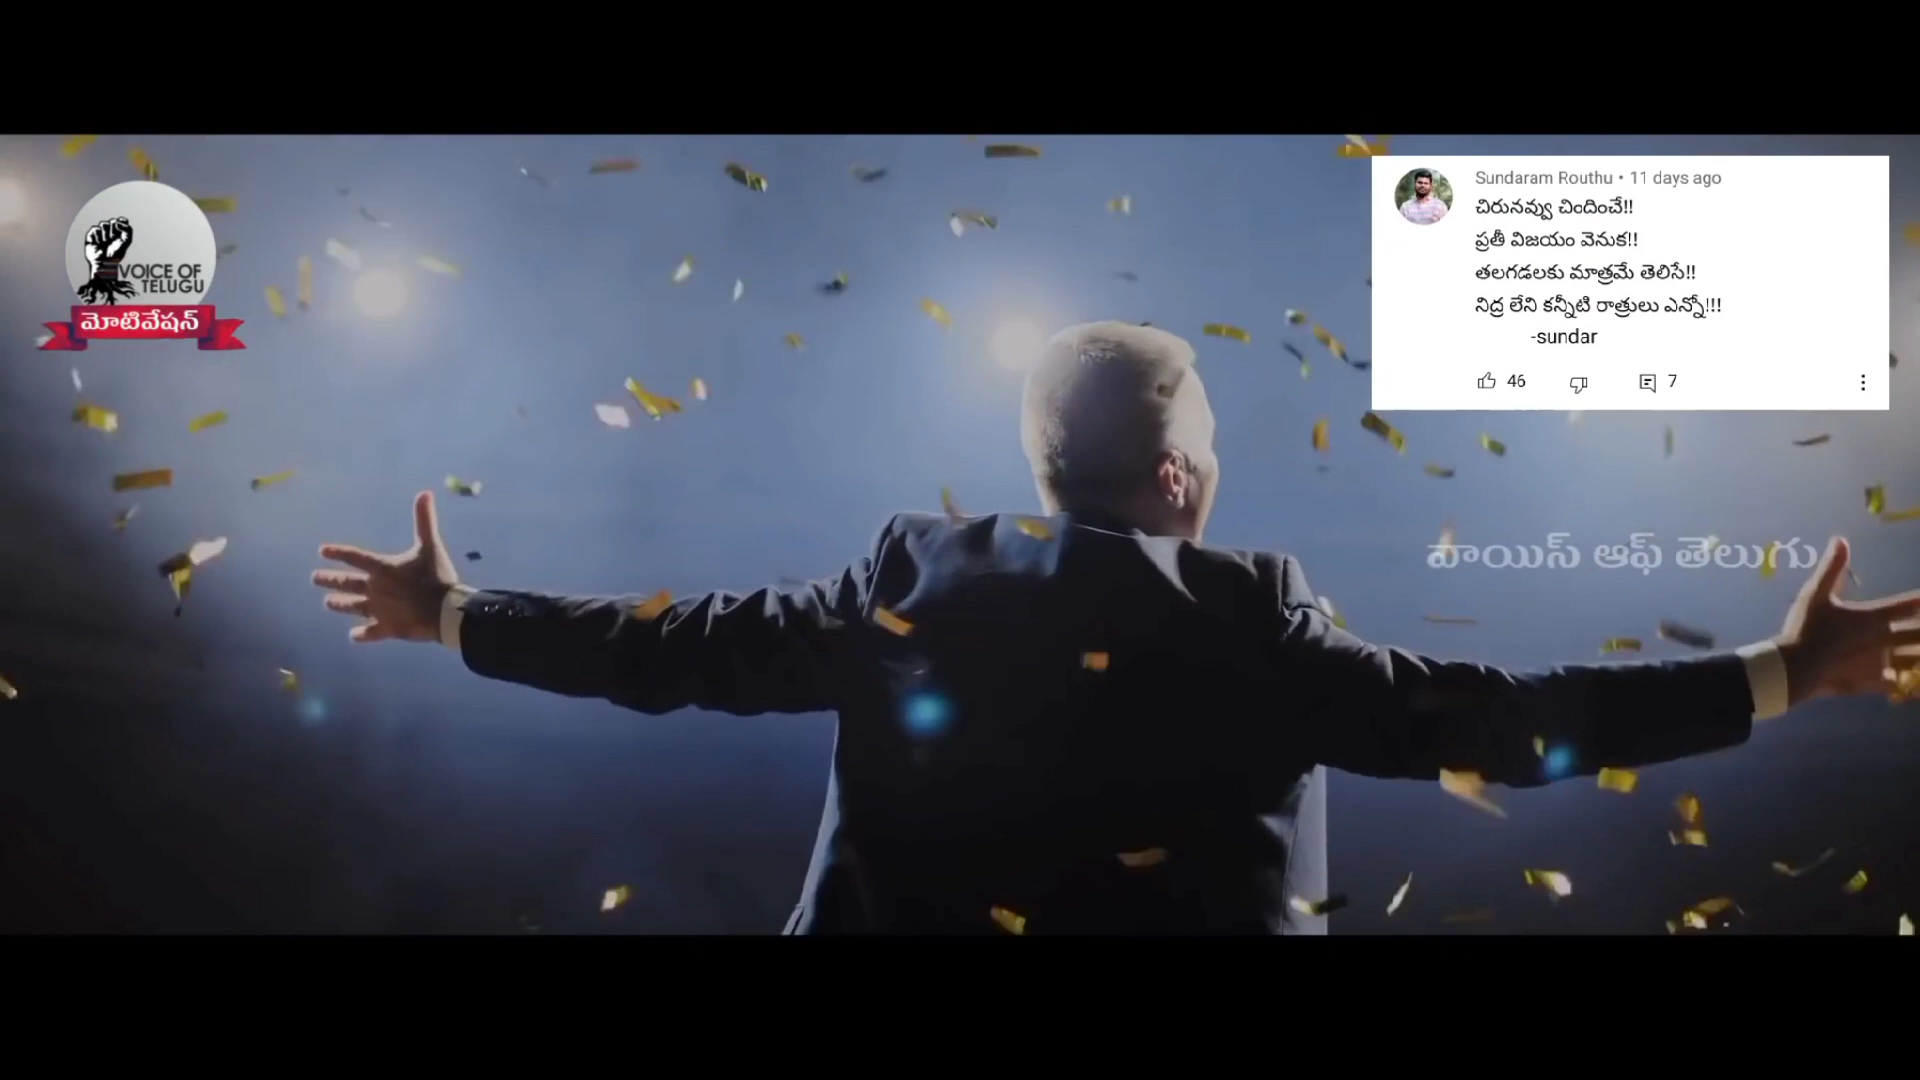 VOICE OF
TELUGU
మోటివేషన్
Sundaram Routhu • 11 days ago
చిరునవ్వు చిందించే!!
ప్రతీ విజయం వెనుక!!
తలగడలకు మాత్రమే తెలిసే!!
నిద్ర లేని కన్నీటి రాత్రులు ఎన్నో!!!
-sundar
46
7
వాయిస్ ఆఫ్ తెలుగు